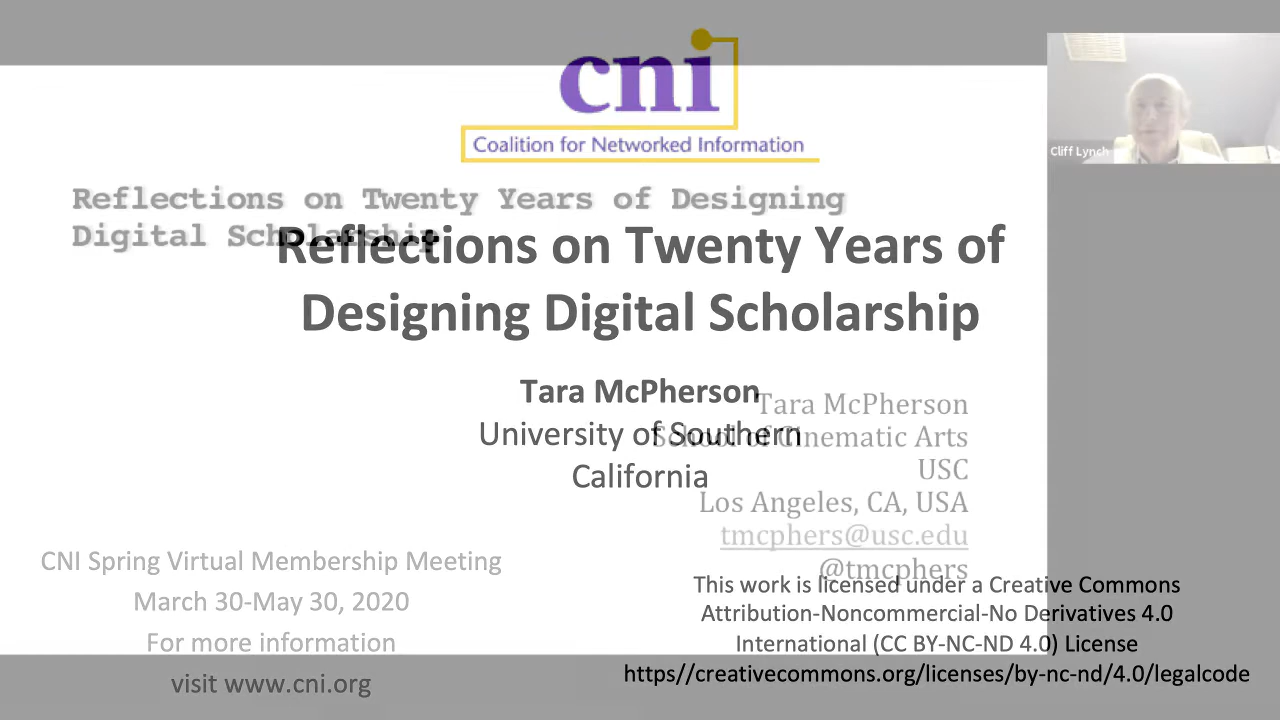 cni
Coalition for Networked Information
Cliff Lynch
Reflections on Twenty Years of Designing
Digital Scholarship
Reflections on Twenty Years of
Designing Digital Scholarship
Tara McPherson
University of Southern
California
Tara McPherson
School of Cinematic Arts
USC
Los Angeles, CA, USA
tmcphers@usc.edu
@tmcphers
CNI Spring Virtual Membership Meeting
March 30-May 30, 2020
For more information
visit www.cni.org
This work is licensed under a Creative Commons
Attribution-Noncommercial-No Derivatives 4.0
International (CC BY-NC-ND 4.0) License
https//creativecommons.org/licenses/by-nc-nd/4.0/legalcode